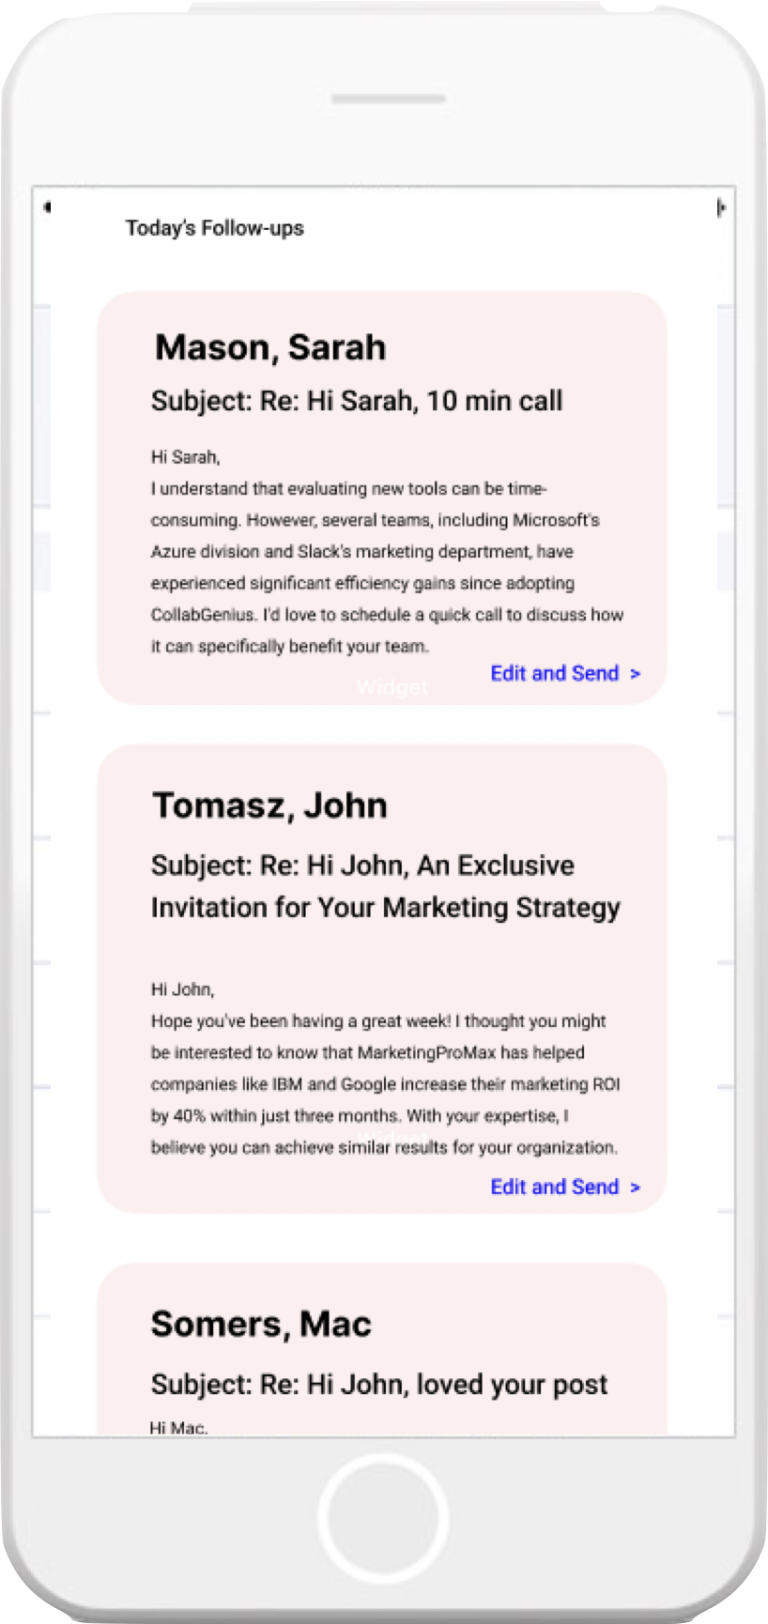 Today's Follow-ups
Mason, Sarah
Subject: Re: Hi Sarah, 10 min call
Hi Sarah,
I understand that evaluating new tools can be time-
consuming. However, several teams, including Microsoft's
Azure division and Slack's marketing department, have
experienced significant efficiency gains since adopting
CollabGenius. I'd love to schedule a quick call to discuss how
it can specifically benefit your team.
Edit and Send >
Widget
Tomasz, John
Subject: Re: Hi John, An Exclusive
Invitation for Your Marketing Strategy
Hi John,
Hope you've been having a great week! I thought you might
be interested to know that MarketingProMax has helped
companies like IBM and Google increase their marketing ROI
by 40% within just three months. With your expertise, I
Widget
believe you can achieve similar results for your organization.
Edit and Send >
Somers, Mac
Subject: Re: Hi John, loved your post
Hi Mac,